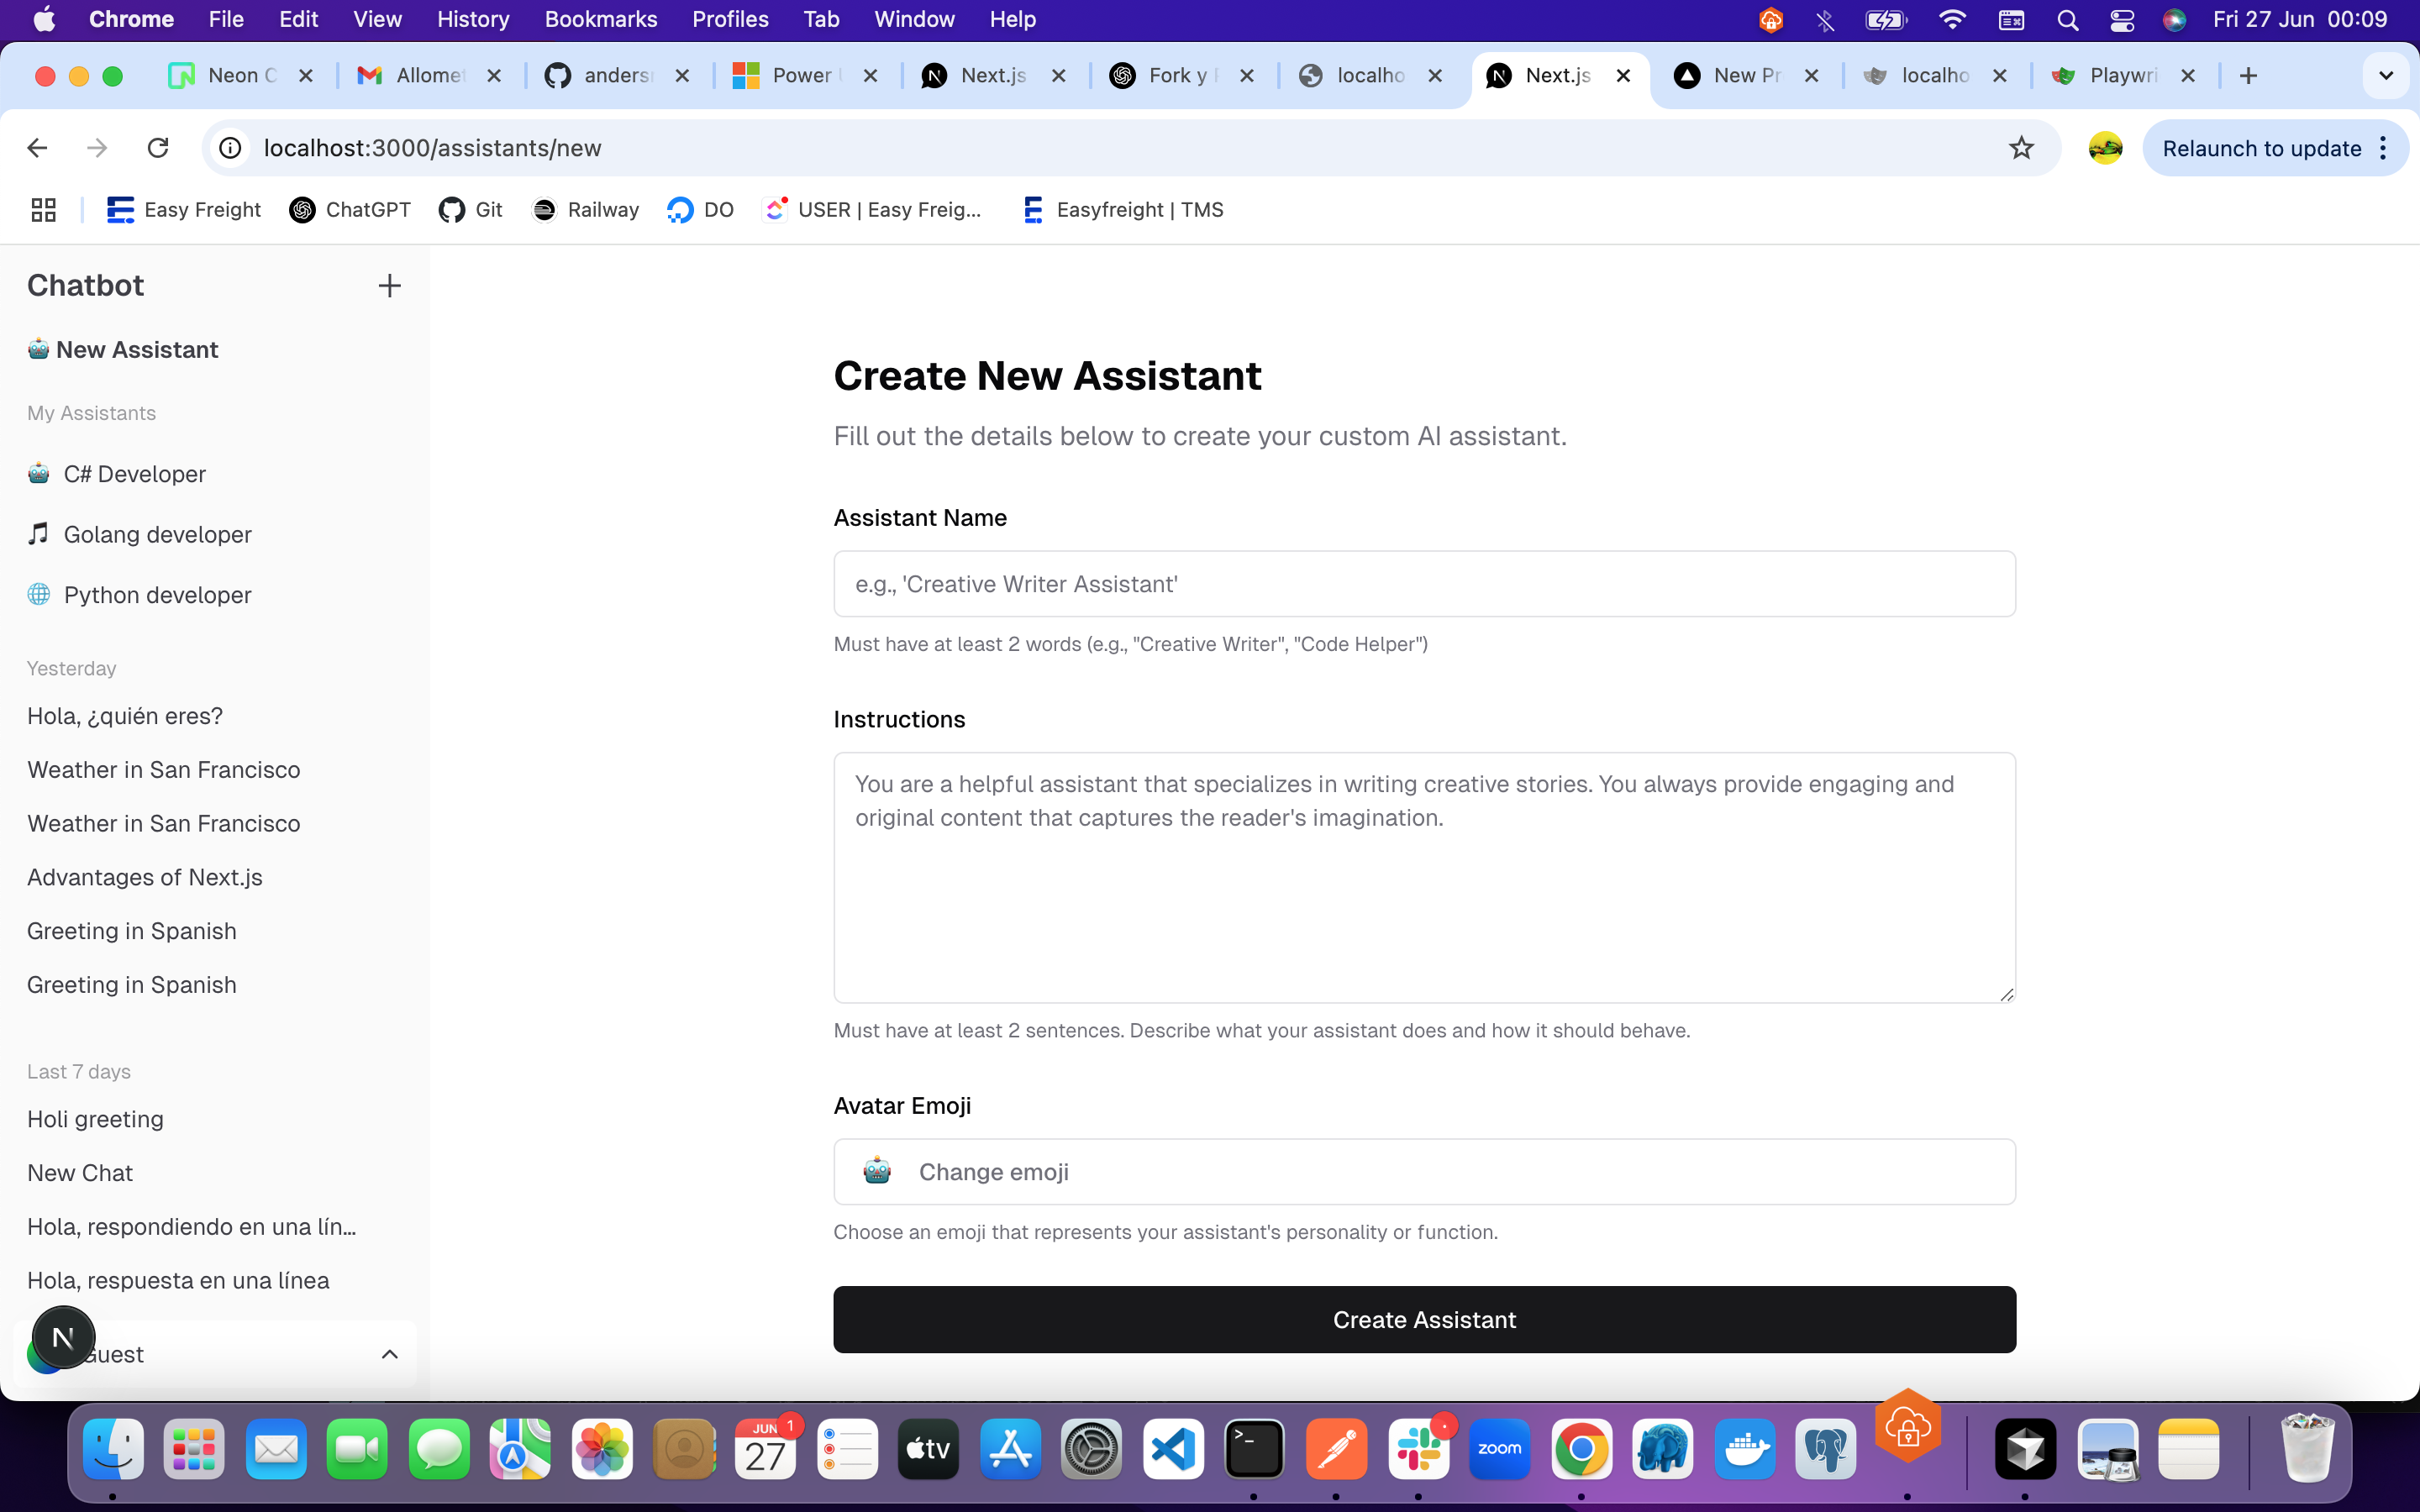 Chrome File Edit View History Bookmarks Profiles Tab Window Help Fri 27 Jun 00:09
Neon Allomet anders Power Next.js Fork y localho Next.js New Pr localho Playwri
localhost:3000/assistants/new Relaunch to update
Easy Freight ChatGPT Git Railway DO USER | Easy Freig... Easyfreight | TMS
Chatbot
New Assistant
My Assistants
C# Developer
Golang developer
Python developer
Yesterday
Hola, ¿quién eres?
Weather in San Francisco
Weather in San Francisco
Advantages of Next.js
Greeting in Spanish
Greeting in Spanish
Last 7 days
Holi greeting
New Chat
Hola, respondiendo en una lín...
Hola, respuesta en una línea
N
Guest
Create New Assistant
Fill out the details below to create your custom AI assistant.
Assistant Name
e.g., 'Creative Writer Assistant'
Must have at least 2 words (e.g., "Creative Writer", "Code Helper")
Instructions
You are a helpful assistant that specializes in writing creative stories. You always provide engaging and
original content that captures the reader's imagination.
Must have at least 2 sentences. Describe what your assistant does and how it should behave.
Avatar Emoji
Change emoji
Choose an emoji that represents your assistant's personality or function.
Create Assistant
JUN 1
27
tv
zoom